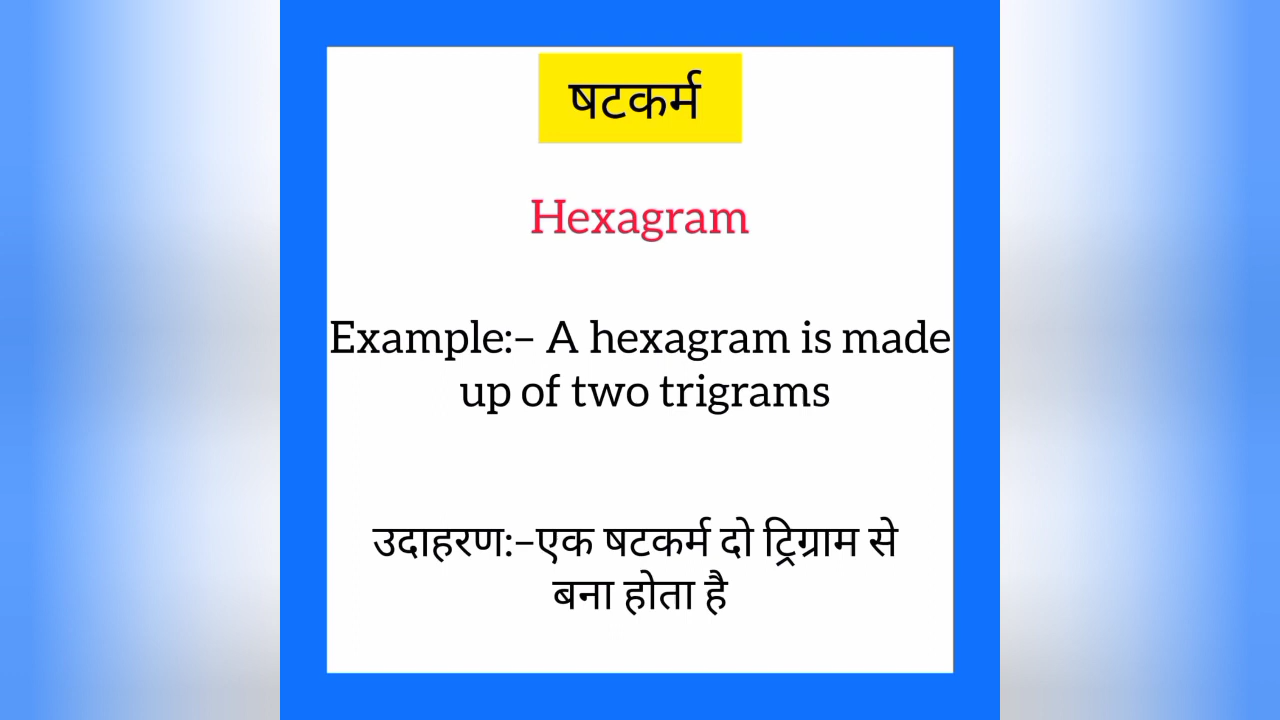 षटकर्म
Hexagram
Example:– A hexagram is made
up of two trigrams
उदाहरण:–एक षटकर्म दो ट्रिग्राम से
बना होता है